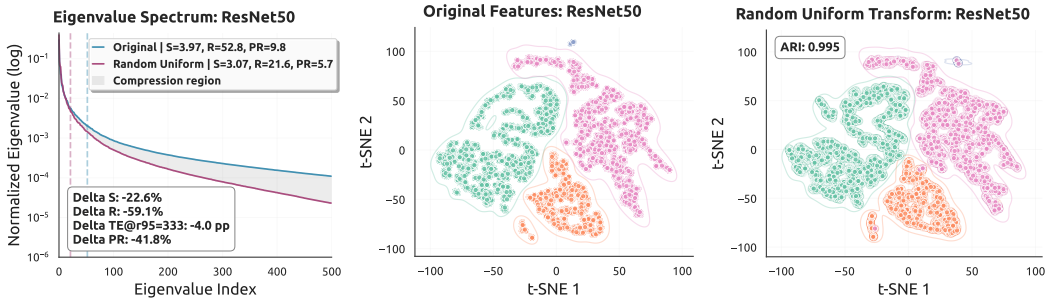 Eigenvalue Spectrum: ResNet50
Original | S=3.97, R=52.8, PR=9.8
Random Uniform | S=3.07, R=21.6, PR=5.7
Compression region
Normalized Eigenvalue (log)
10⁻¹
10⁻²
10⁻³
10⁻⁴
10⁻⁵
10⁻⁶
Delta S: -22.6%
Delta R: -59.1%
Delta TE@r95=333: -4.0 pp
Delta PR: -41.8%
0 100 200 300 400 500
Eigenvalue Index
Original Features: ResNet50
t-SNE 2
100
50
0
−50
−100
−100 −50 0 50 100
t-SNE 1
Random Uniform Transform: ResNet50
ARI: 0.995
t-SNE 2
100
50
0
−50
−100
−100 −50 0 50 100
t-SNE 1